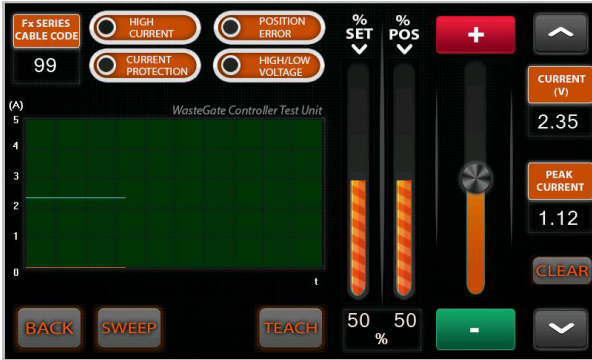 Fx SERIES
CABLE CODE
99
HIGH
CURRENT
POSITION
ERROR
CURRENT
PROTECTION
HIGH/LOW
VOLTAGE
% SET
% POS
+
CURRENT
(V)
2.35
PEAK
CURRENT
1.12
CLEAR
(A)
WasteGate Controller Test Unit
5
4
3
2
1
0
t
BACK
SWEEP
TEACH
50 50
%
-